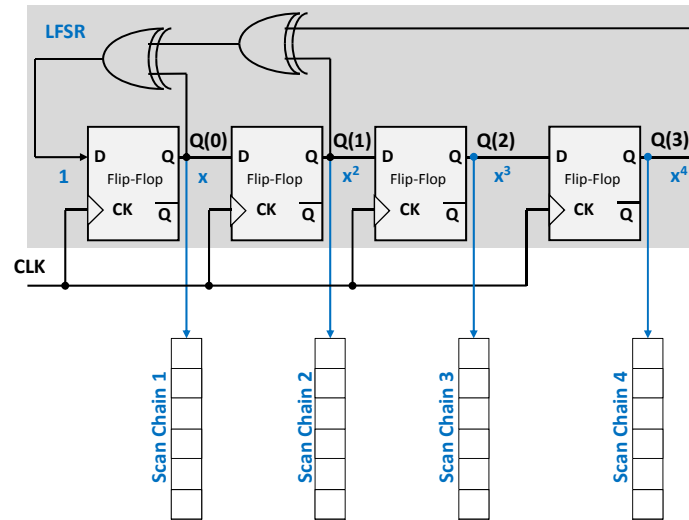 LFSR
Q(0) Q(1) Q(2) Q(3)
D Q D Q D Q D Q
1 Flip-Flop x Flip-Flop x² Flip-Flop x³ Flip-Flop x⁴
CK Q̅ CK Q̅ CK Q̅ CK Q̅
CLK
Scan Chain 1
Scan Chain 2
Scan Chain 3
Scan Chain 4